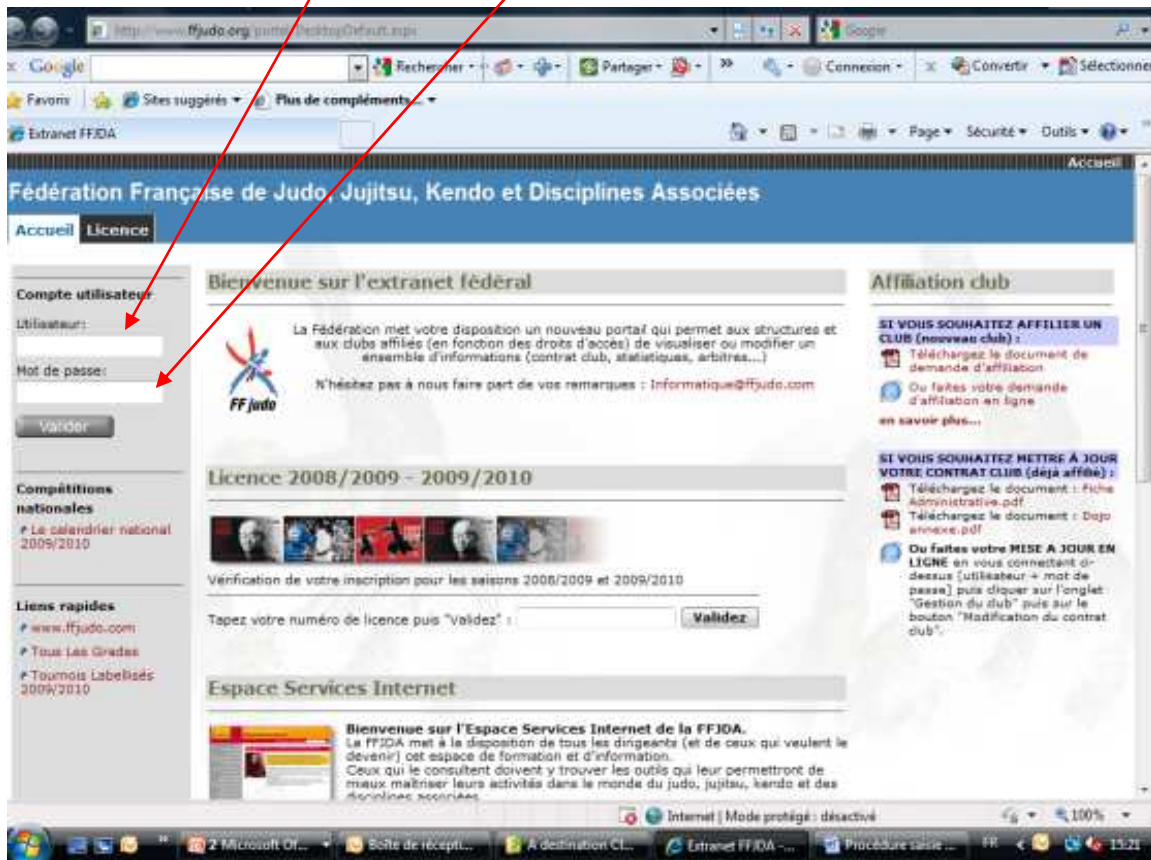 http://www.ffjudo.org/portal/DesktopDefault.aspx
Google
x Google
Rechercher
Partager
»
Connexion
x
Convertir
Sélectionner
Favoris
Sites suggérés
Plus de compléments...
Extranet FFJDA
Page
Sécurité
Outils
Accueil
Fédération Française de Judo, Jujitsu, Kendo et Disciplines Associées
Accueil
Licence
Compte utilisateur
Utilisateur:
Mot de passe:
Valider
Compétitions
nationales
Le calendrier national
2009/2010
Liens rapides
www.ffjudo.com
Tous Les Grades
Tournois Labellisés
2009/2010
Bienvenue sur l'extranet fédéral
La Fédération met votre disposition un nouveau portail qui permet aux structures et
aux clubs affiliés (en fonction des droits d'accès) de visualiser ou modifier un
ensemble d'informations (contrat club, statistiques, arbitres...)
N'hésitez pas à nous faire part de vos remarques : Informatique@ffjudo.com
FF judo
Licence 2008/2009 - 2009/2010
Vérification de votre inscription pour les saisons 2008/2009 et 2009/2010
Tapez votre numéro de licence puis "Validez" :
Validez
Espace Services Internet
Bienvenue sur l'Espace Services Internet de la FFJDA.
La FFJDA met à la disposition de tous les dirigeants (et de ceux qui veulent le
devenir) cet espace de formation et d'information.
Ceux qui le consultent doivent y trouver les outils qui leur permettront de
mieux maîtriser leurs activités dans le monde du judo, jujitsu, kendo et des
disciplines associées
Affiliation club
SI VOUS SOUHAITEZ AFFILIER UN
CLUB (nouveau club) :
Téléchargez le document de
demande d'affiliation
Ou faites votre demande
d'affiliation en ligne
en savoir plus...
SI VOUS SOUHAITEZ METTRE À JOUR
VOTRE CONTRAT CLUB (déjà affilié) :
Téléchargez le document : Fiche
Administrative.pdf
Téléchargez le document : Dojo
annexe.pdf
Ou faites votre MISE A JOUR EN
LIGNE en vous connectant ci-
dessus [utilisateur + mot de
passe] puis cliquer sur l'onglet
"Gestion du club" puis sur le
bouton "Modification du contrat
club".
Internet | Mode protégé : désactivé
100%
2 Microsoft Of...
Boîte de récepti...
A destination Cl...
Extranet FFJDA -...
Procédure saisie ...
FR
15:21